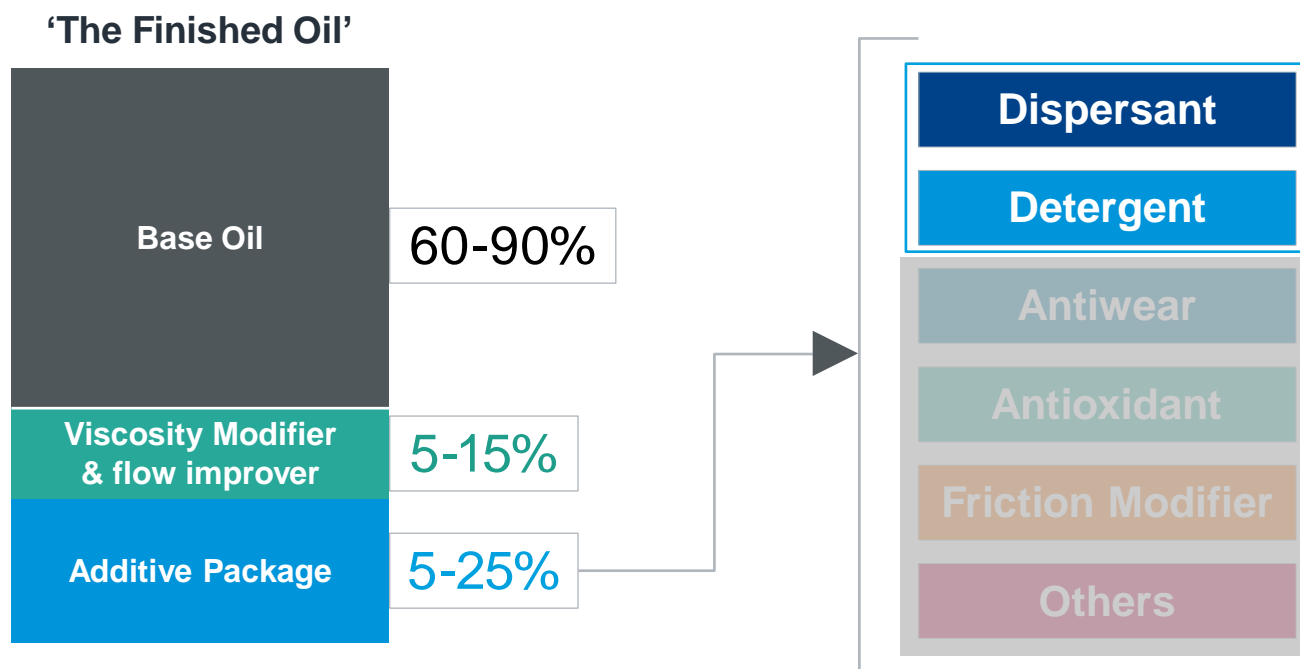 ‘The Finished Oil’
Base Oil
60-90%
Viscosity Modifier
& flow improver
5-15%
Additive Package
5-25%
Dispersant
Detergent
Antiwear
Antioxidant
Friction Modifier
Others